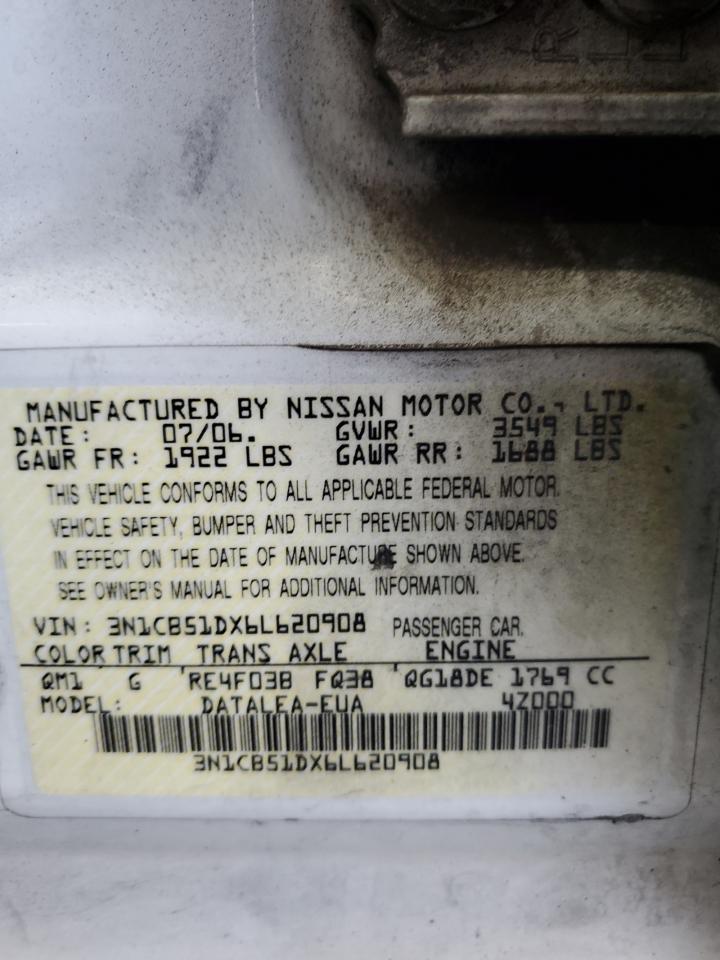 R L L
MANUFACTURED BY NISSAN MOTOR CO., LTD.
DATE: 07/06. GVWR: 3549 LBS
GAWR FR: 1922 LBS GAWR RR: 1688 LBS
THIS VEHICLE CONFORMS TO ALL APPLICABLE FEDERAL MOTOR
VEHICLE SAFETY, BUMPER AND THEFT PREVENTION STANDARDS
IN EFFECT ON THE DATE OF MANUFACTURE SHOWN ABOVE.
SEE OWNER'S MANUAL FOR ADDITIONAL INFORMATION.
VIN: 3N1CB51DX6L620908 PASSENGER CAR.
COLOR TRIM TRANS AXLE ENGINE
QM1 G RE4F03B FQ38 QG18DE 1769 CC
MODEL: DATALEA-EUA 4Z000
3N1CB51DX6L620908